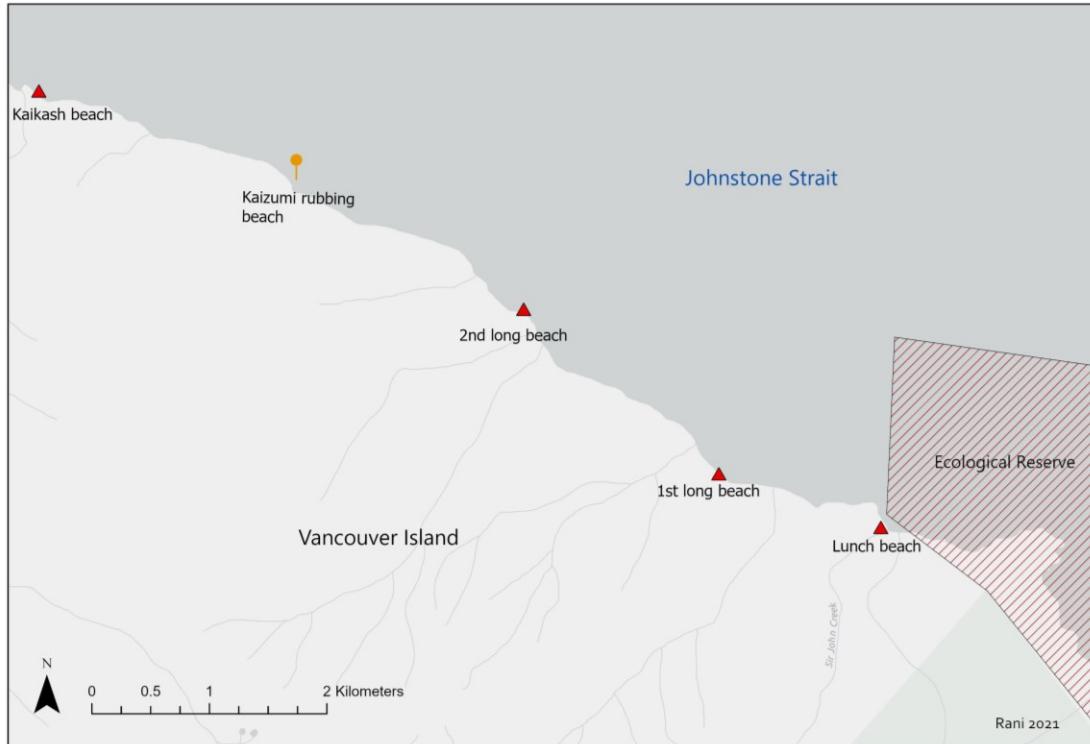 Kaikash beach
Johnstone Strait
Kaizumi rubbing
beach
2nd long beach
Ecological Reserve
1st long beach
Vancouver Island
Lunch beach
Sir John Creek
N
0 0.5 1 2 Kilometers
Rani 2021